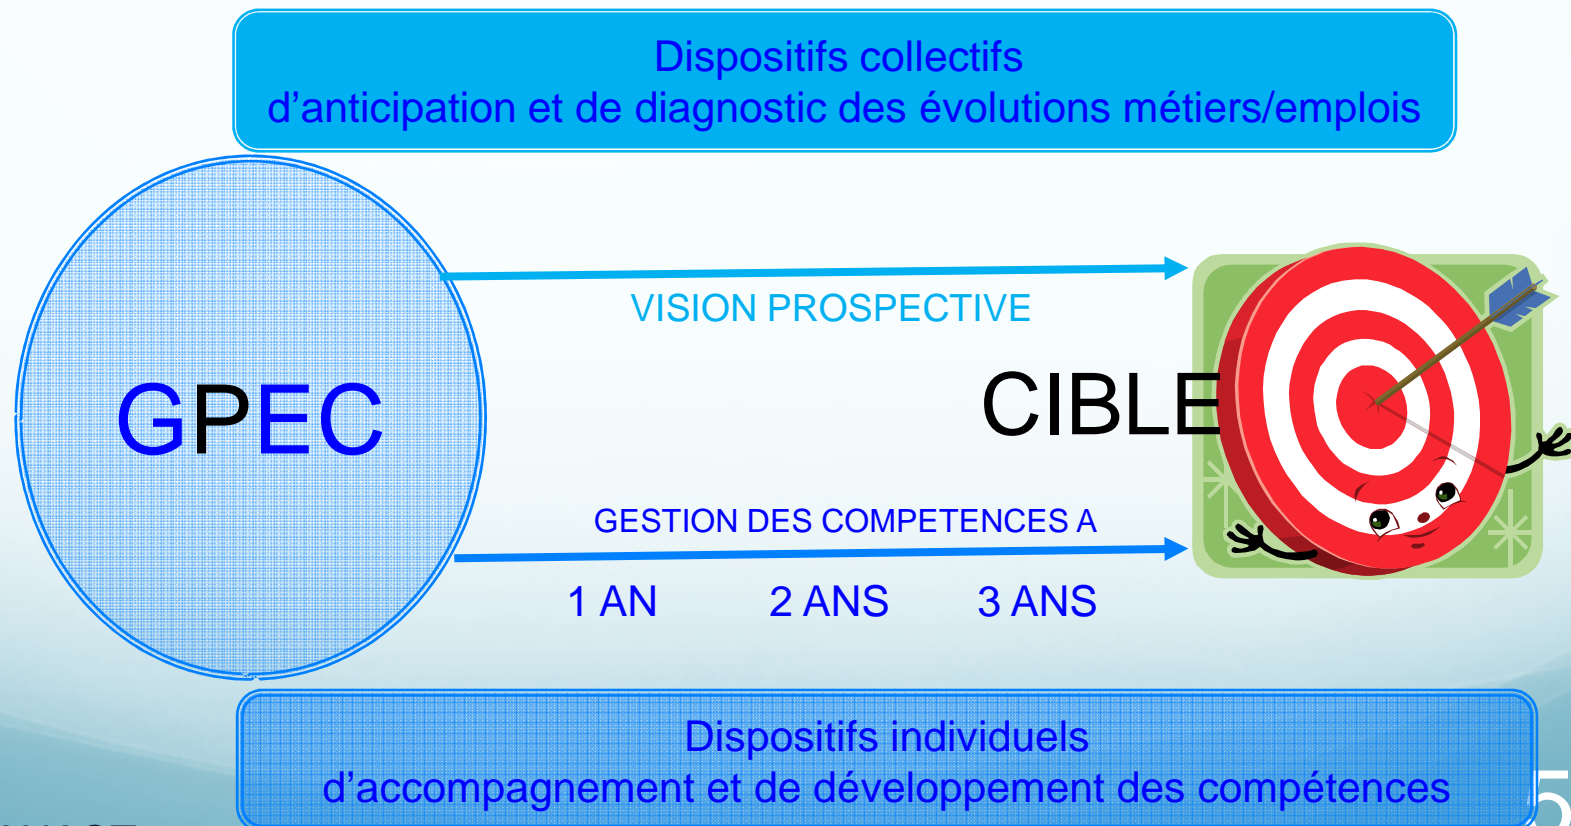 Dispositifs collectifs
d’anticipation et de diagnostic des évolutions métiers/emplois
VISION PROSPECTIVE
GPEC
CIBLE
GESTION DES COMPETENCES A
1 AN 2 ANS 3 ANS
Dispositifs individuels
d’accompagnement et de développement des compétences
5